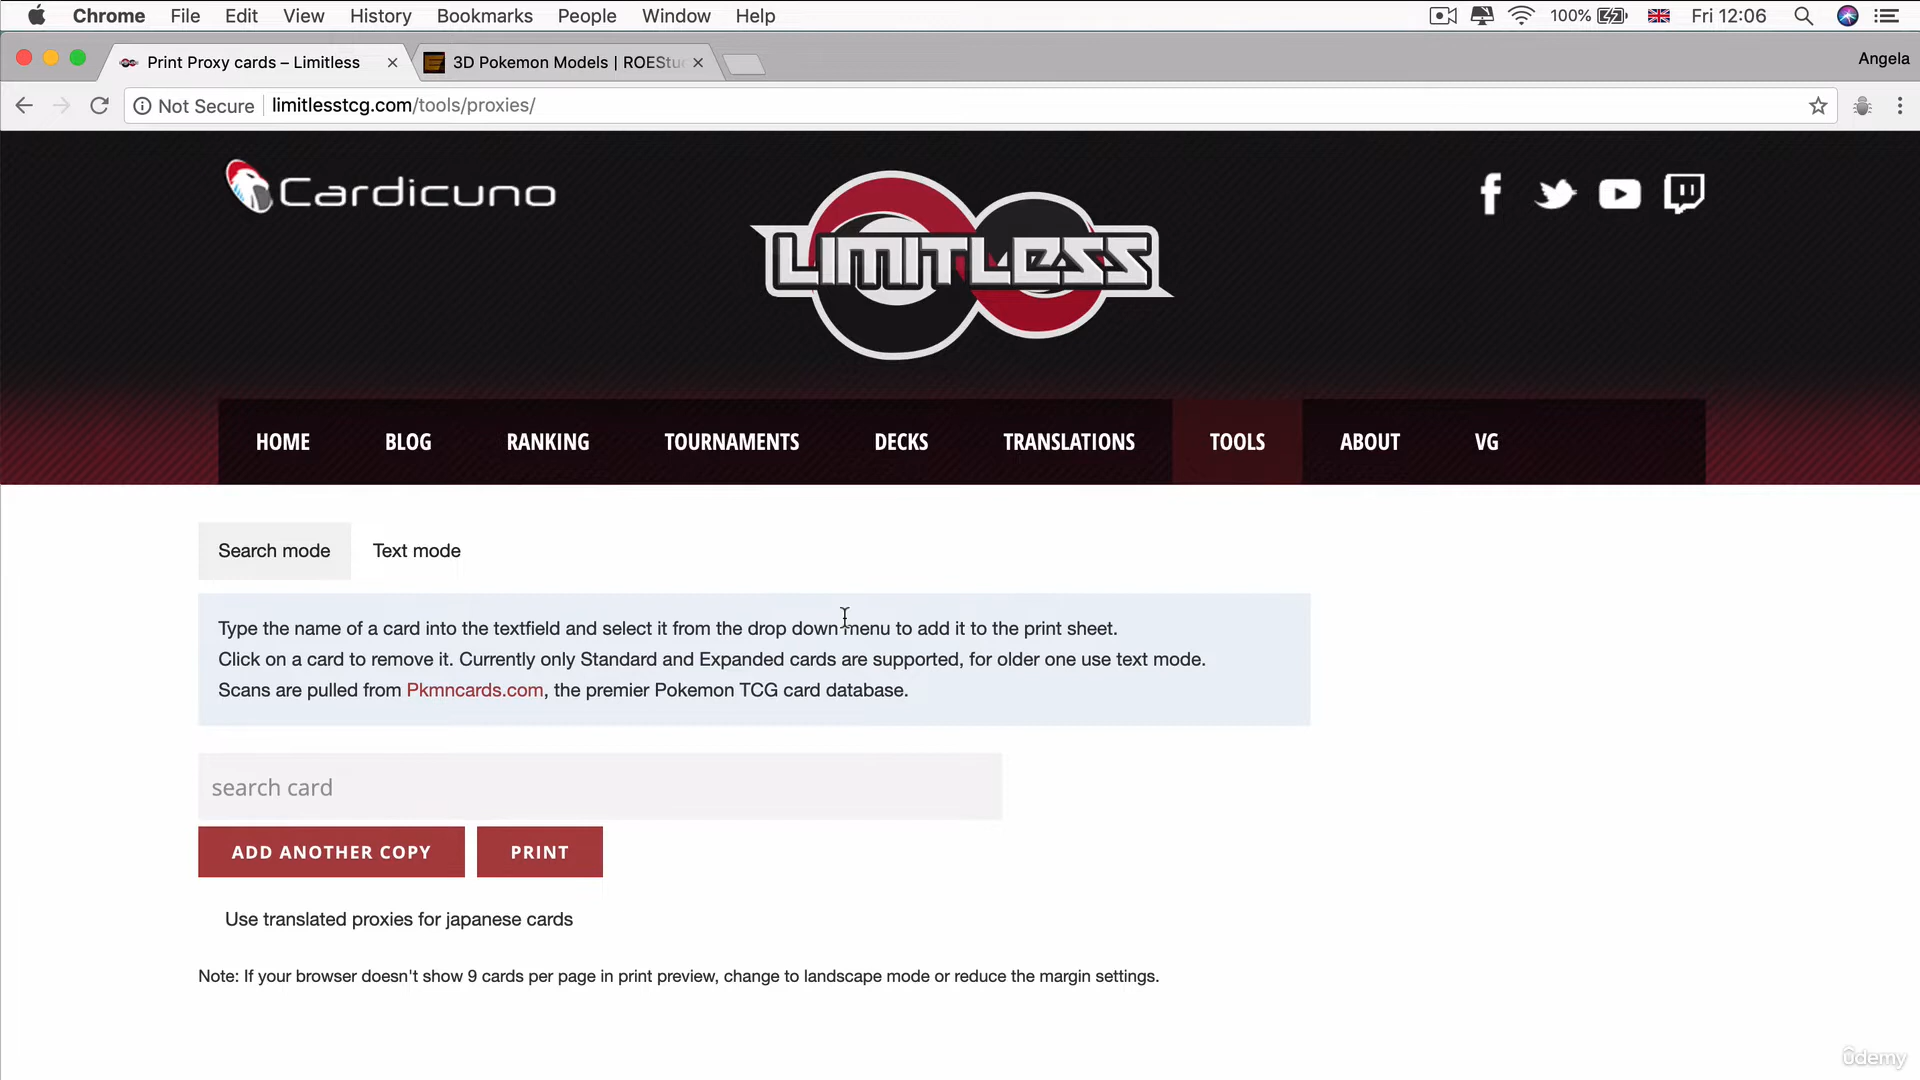 Chrome File Edit View History Bookmarks People Window Help 100% Fri 12:06
Print Proxy cards – Limitless 3D Pokemon Models | ROEStu Angela
Not Secure limitlesstcg.com/tools/proxies/
Cardicuno
LIMITLESS
HOME BLOG RANKING TOURNAMENTS DECKS TRANSLATIONS TOOLS ABOUT VG
Search mode Text mode
Type the name of a card into the textfield and select it from the drop down menu to add it to the print sheet.
Click on a card to remove it. Currently only Standard and Expanded cards are supported, for older one use text mode.
Scans are pulled from Pkmncards.com, the premier Pokemon TCG card database.
search card
ADD ANOTHER COPY PRINT
Use translated proxies for japanese cards
Note: If your browser doesn't show 9 cards per page in print preview, change to landscape mode or reduce the margin settings.
ûdemy